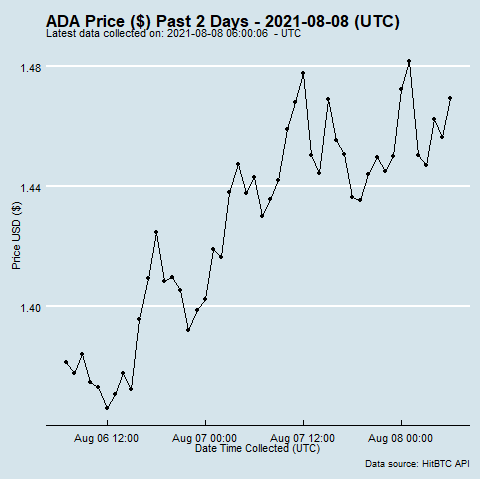 ADA Price ($) Past 2 Days - 2021-08-08 (UTC)
Latest data collected on: 2021-08-08 06:00:06 - UTC
1.48
1.44
1.40
Price USD ($)
Aug 06 12:00 Aug 07 00:00 Aug 07 12:00 Aug 08 00:00
Date Time Collected (UTC)
Data source: HitBTC API